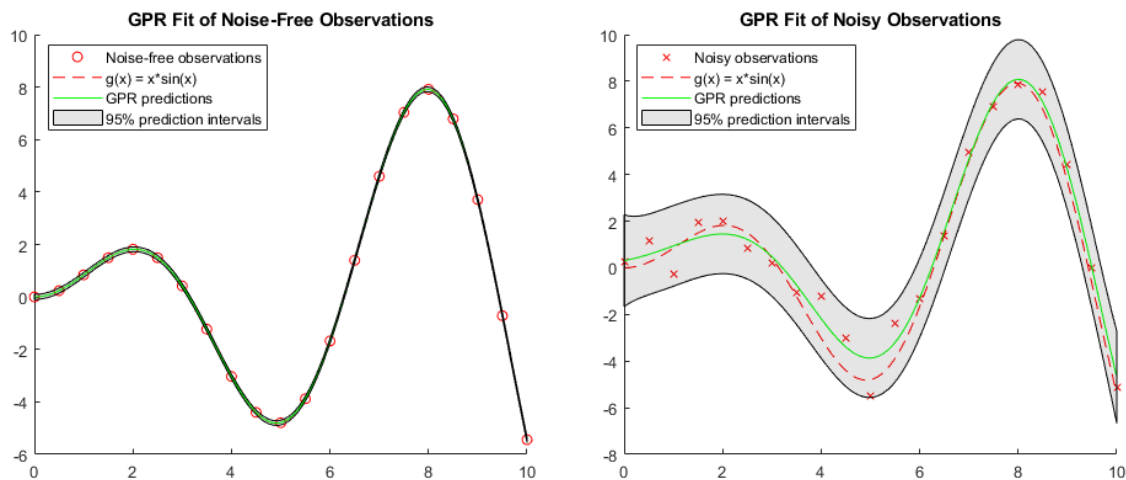 GPR Fit of Noise-Free Observations
Noise-free observations
g(x) = x*sin(x)
GPR predictions
95% prediction intervals
10
8
6
4
2
0
-2
-4
-6
0 2 4 6 8 10
GPR Fit of Noisy Observations
Noisy observations
g(x) = x*sin(x)
GPR predictions
95% prediction intervals
10
8
6
4
2
0
-2
-4
-6
-8
0 2 4 6 8 10